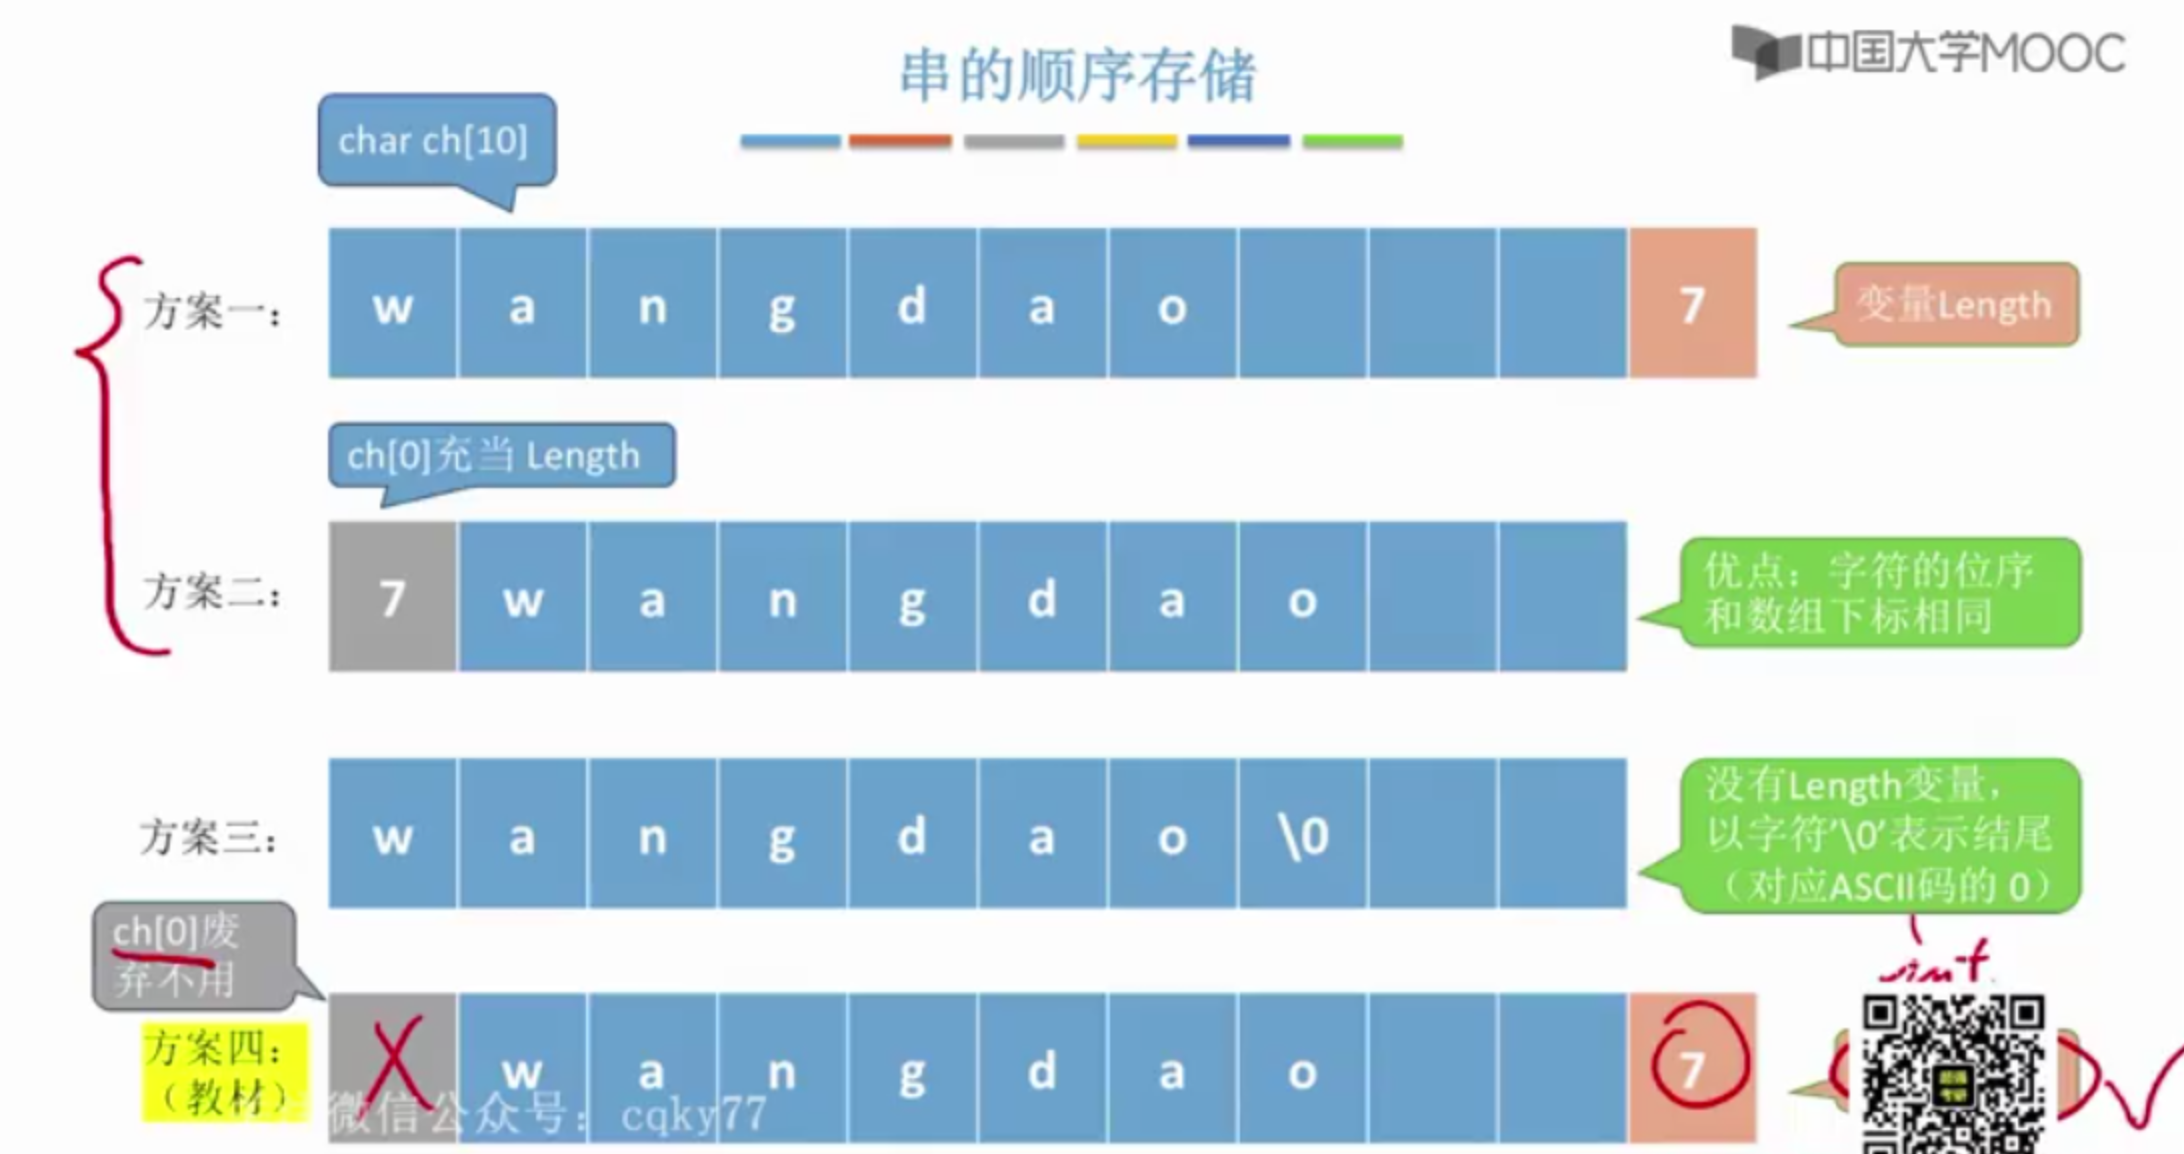 中国大学MOOC
串的顺序存储
char ch[10]
方案一：
w a n g d a o 7
变量Length
ch[0]充当 Length
方案二：
7 w a n g d a o
优点：字符的位序
和数组下标相同
方案三：
w a n g d a o \0
没有Length变量，
以字符'\0'表示结尾
（对应ASCII码的 0）
ch[0]废
弃不用
方案四：
（教材）
w a n g d a o 7
微信公众号：cqky77